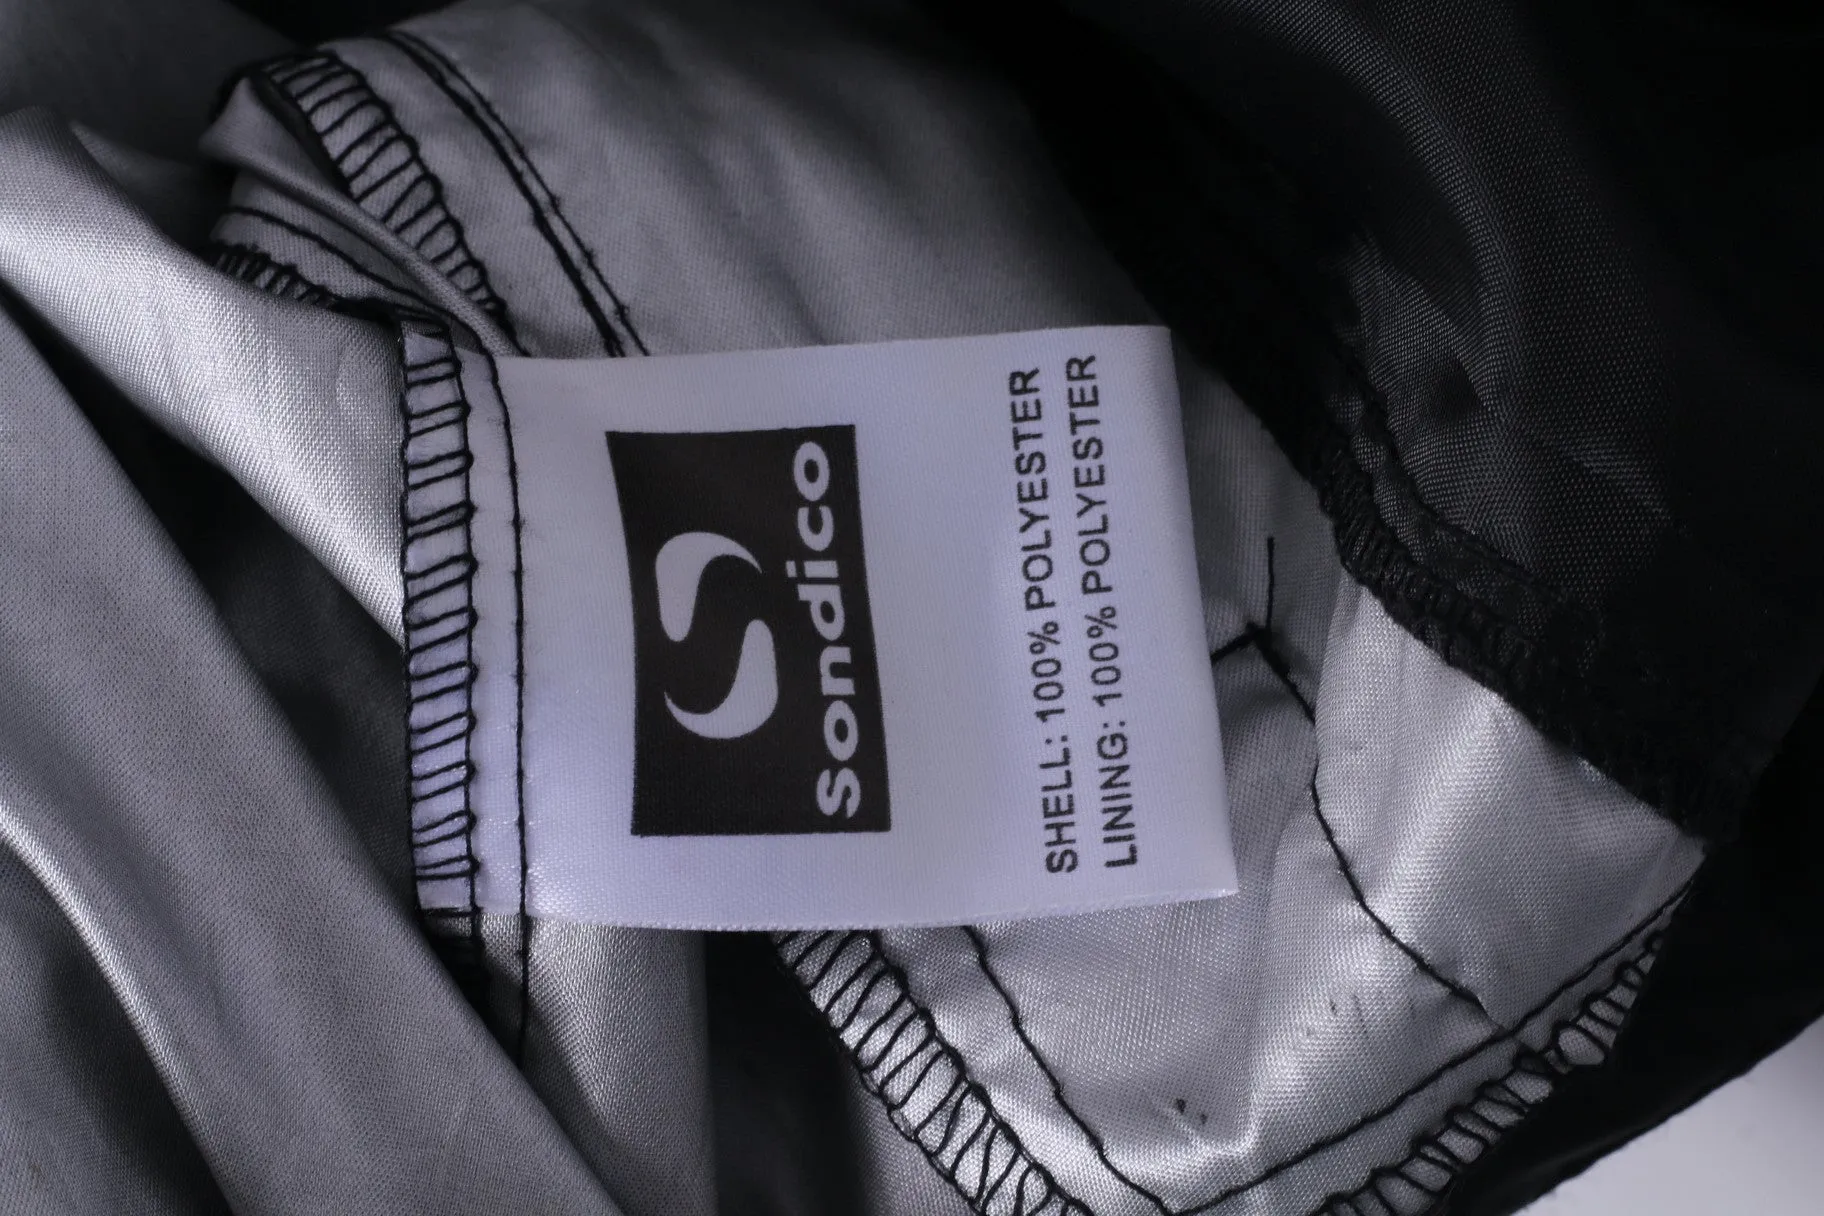 Sondico
SHELL: 100% POLYESTER
LINING: 100% POLYESTER